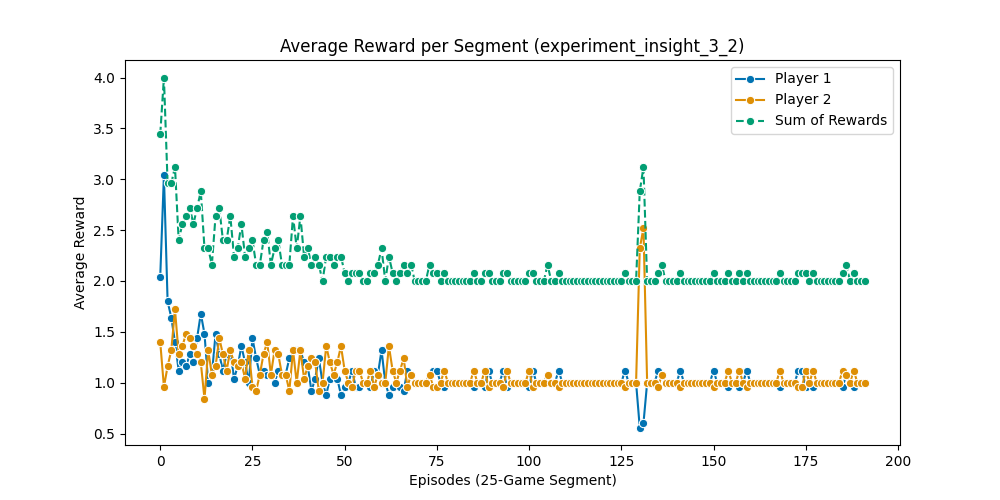 Average Reward per Segment (experiment_insight_3_2)
Player 1
Player 2
Sum of Rewards
Average Reward
4.0
3.5
3.0
2.5
2.0
1.5
1.0
0.5
0 25 50 75 100 125 150 175 200
Episodes (25-Game Segment)